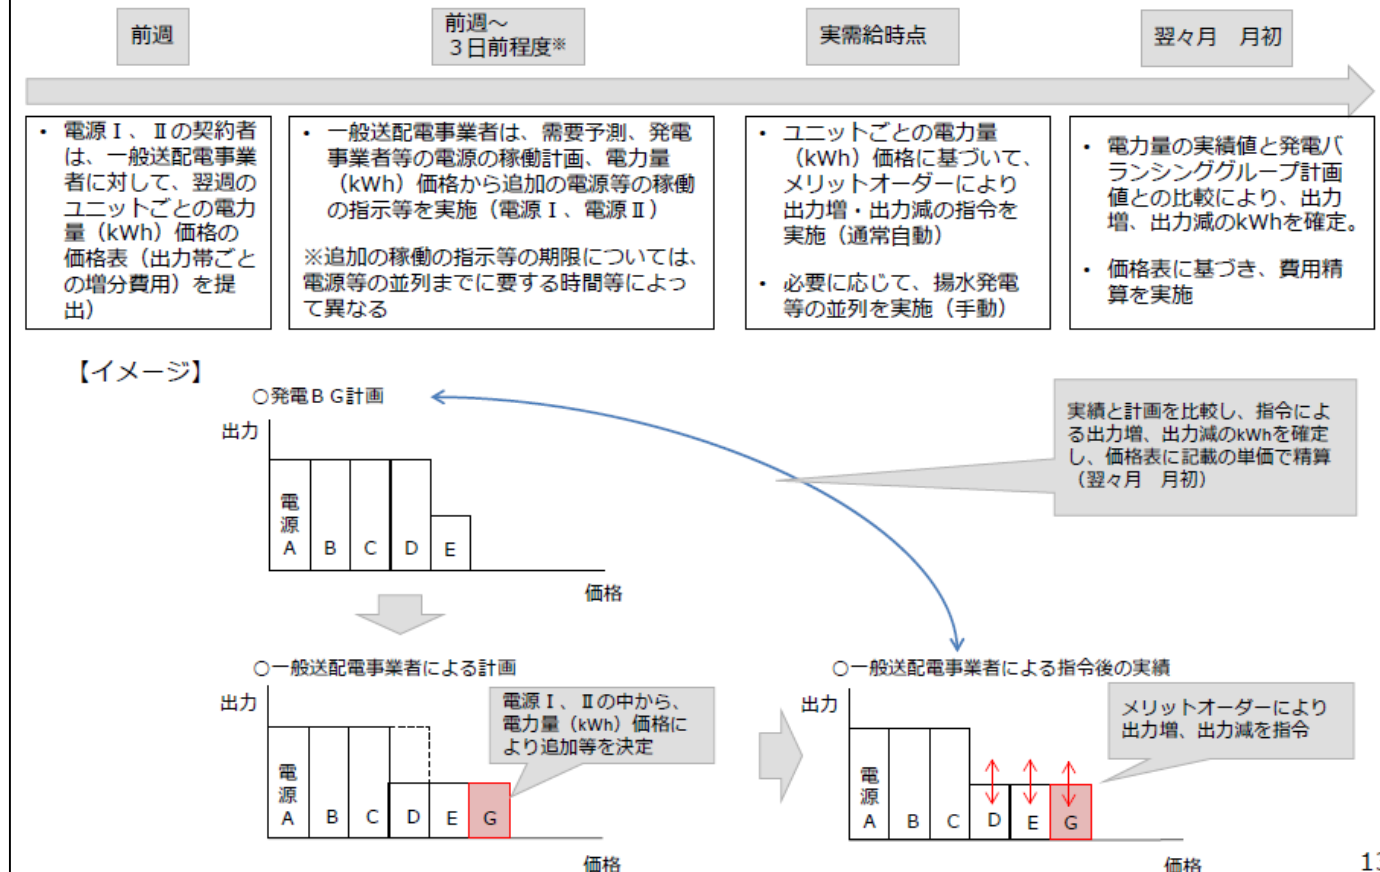 前週
前週～
３日前程度※
実需給時点
翌々月　月初
・ 電源Ⅰ、Ⅱの契約者
は、一般送配電事業
者に対して、翌週の
ユニットごとの電力
量（kWh）価格の
価格表（出力帯ごと
の増分費用）を提
出）
・ 一般送配電事業者は、需要予測、発電
事業者等の電源の稼働計画、電力量
（kWh）価格から追加の電源等の稼働
の指示等を実施（電源Ⅰ、電源Ⅱ）
※追加の稼働の指示等の期限については、
電源等の並列までに要する時間等によっ
て異なる
・ ユニットごとの電力量
（kWh）価格に基づいて、
メリットオーダーにより
出力増・出力減の指令を
実施（通常自動）
・ 必要に応じて、揚水発電
等の並列を実施（手動）
・ 電力量の実績値と発電バ
ランシンググループ計画
値との比較により、出力
増、出力減のkWhを確定。
・ 価格表に基づき、費用精
算を実施
【イメージ】
○発電ＢＧ計画
出力
電
源
A B C D E
価格
実績と計画を比較し、指令によ
る出力増、出力減のkWhを確定
し、価格表に記載の単価で精算
（翌々月　月初）
○一般送配電事業者による計画
出力
電源Ⅰ、Ⅱの中から、
電力量（kWh）価格に
より追加等を決定
電
源
A B C D E G
価格
○一般送配電事業者による指令後の実績
出力
メリットオーダーにより
出力増、出力減を指令
電
源
A B C D E G
価格